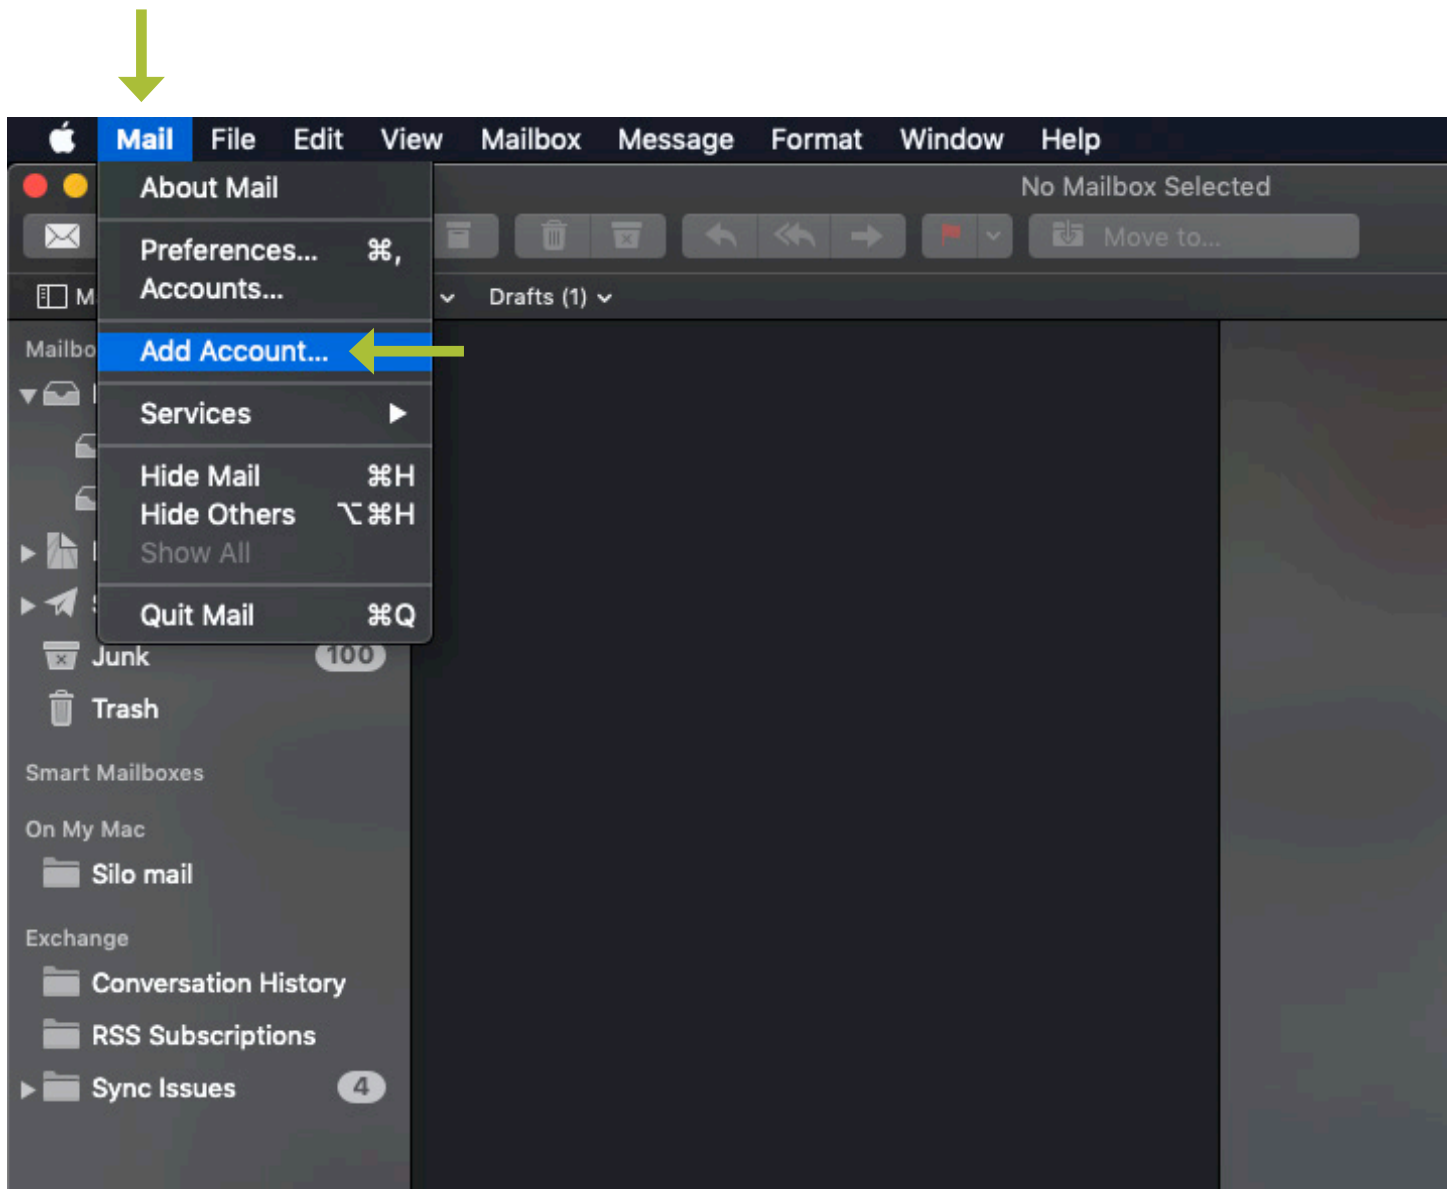 Mail File Edit View Mailbox Message Format Window Help
No Mailbox Selected
About Mail
Preferences... ⌘,
Accounts...
Add Account...
Services
Hide Mail ⌘H
Hide Others ⌥⌘H
Show All
Quit Mail ⌘Q
Move to...
Drafts (1)
Junk 100
Trash
Smart Mailboxes
On My Mac
Silo mail
Exchange
Conversation History
RSS Subscriptions
Sync Issues 4